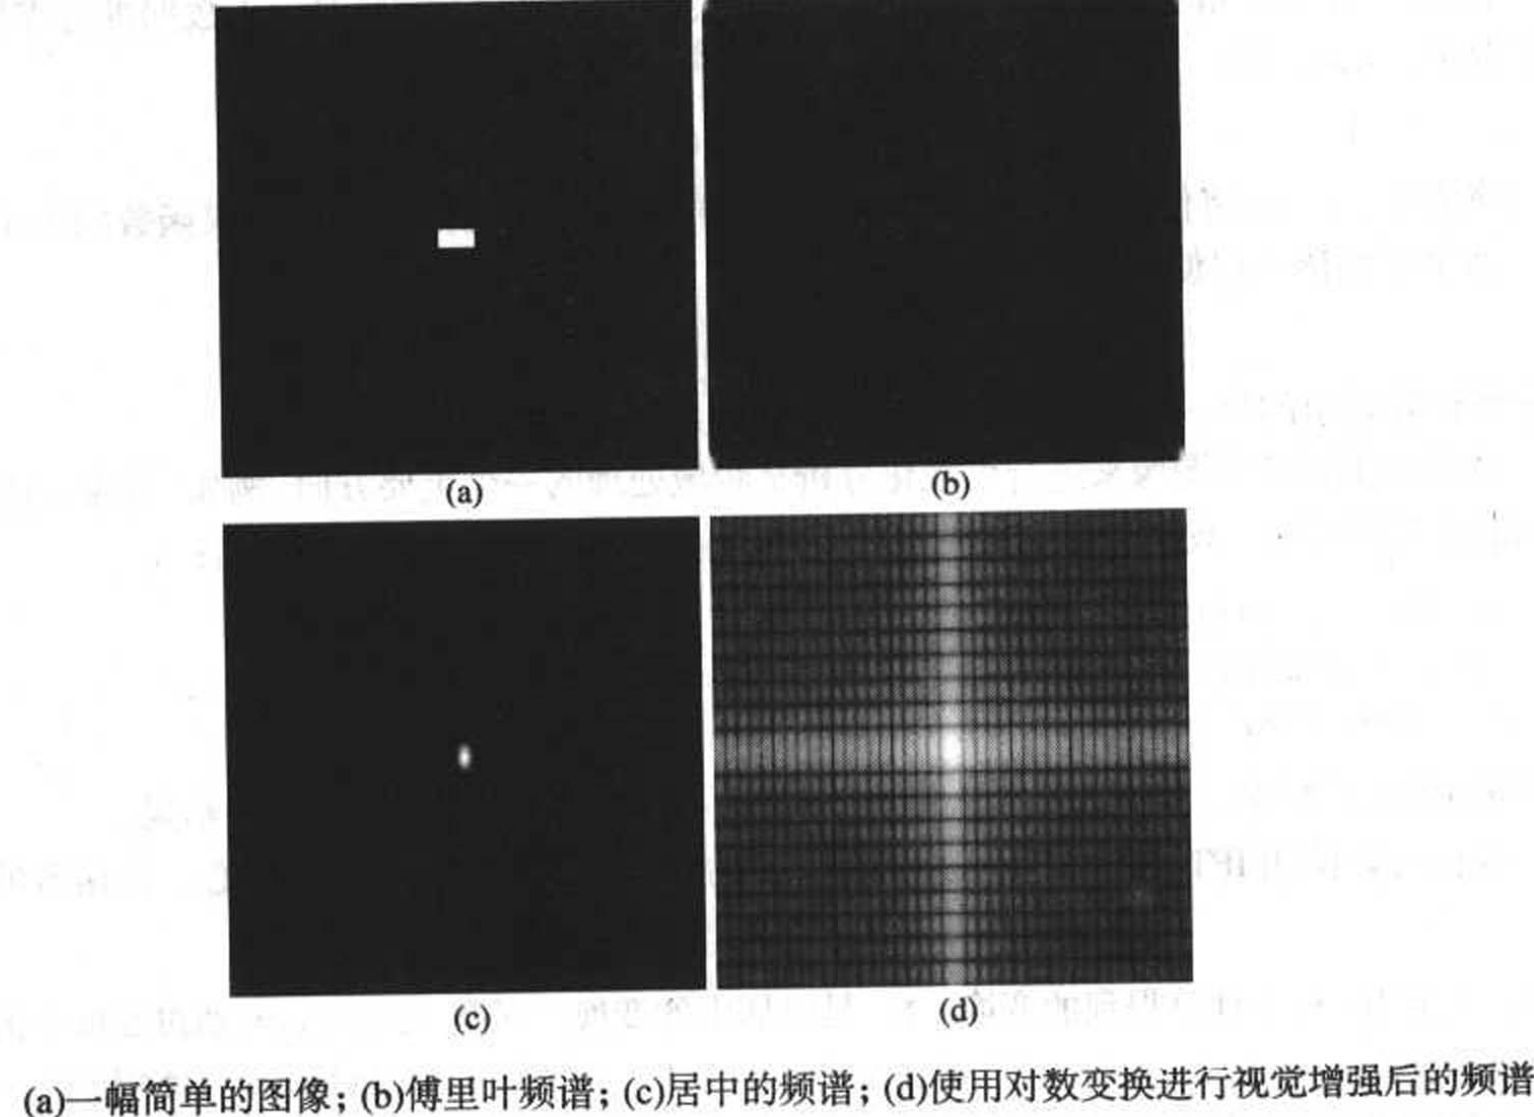 (a)
(b)
(c)
(d)
(a)一幅简单的图像; (b)傅里叶频谱; (c)居中的频谱; (d)使用对数变换进行视觉增强后的频谱